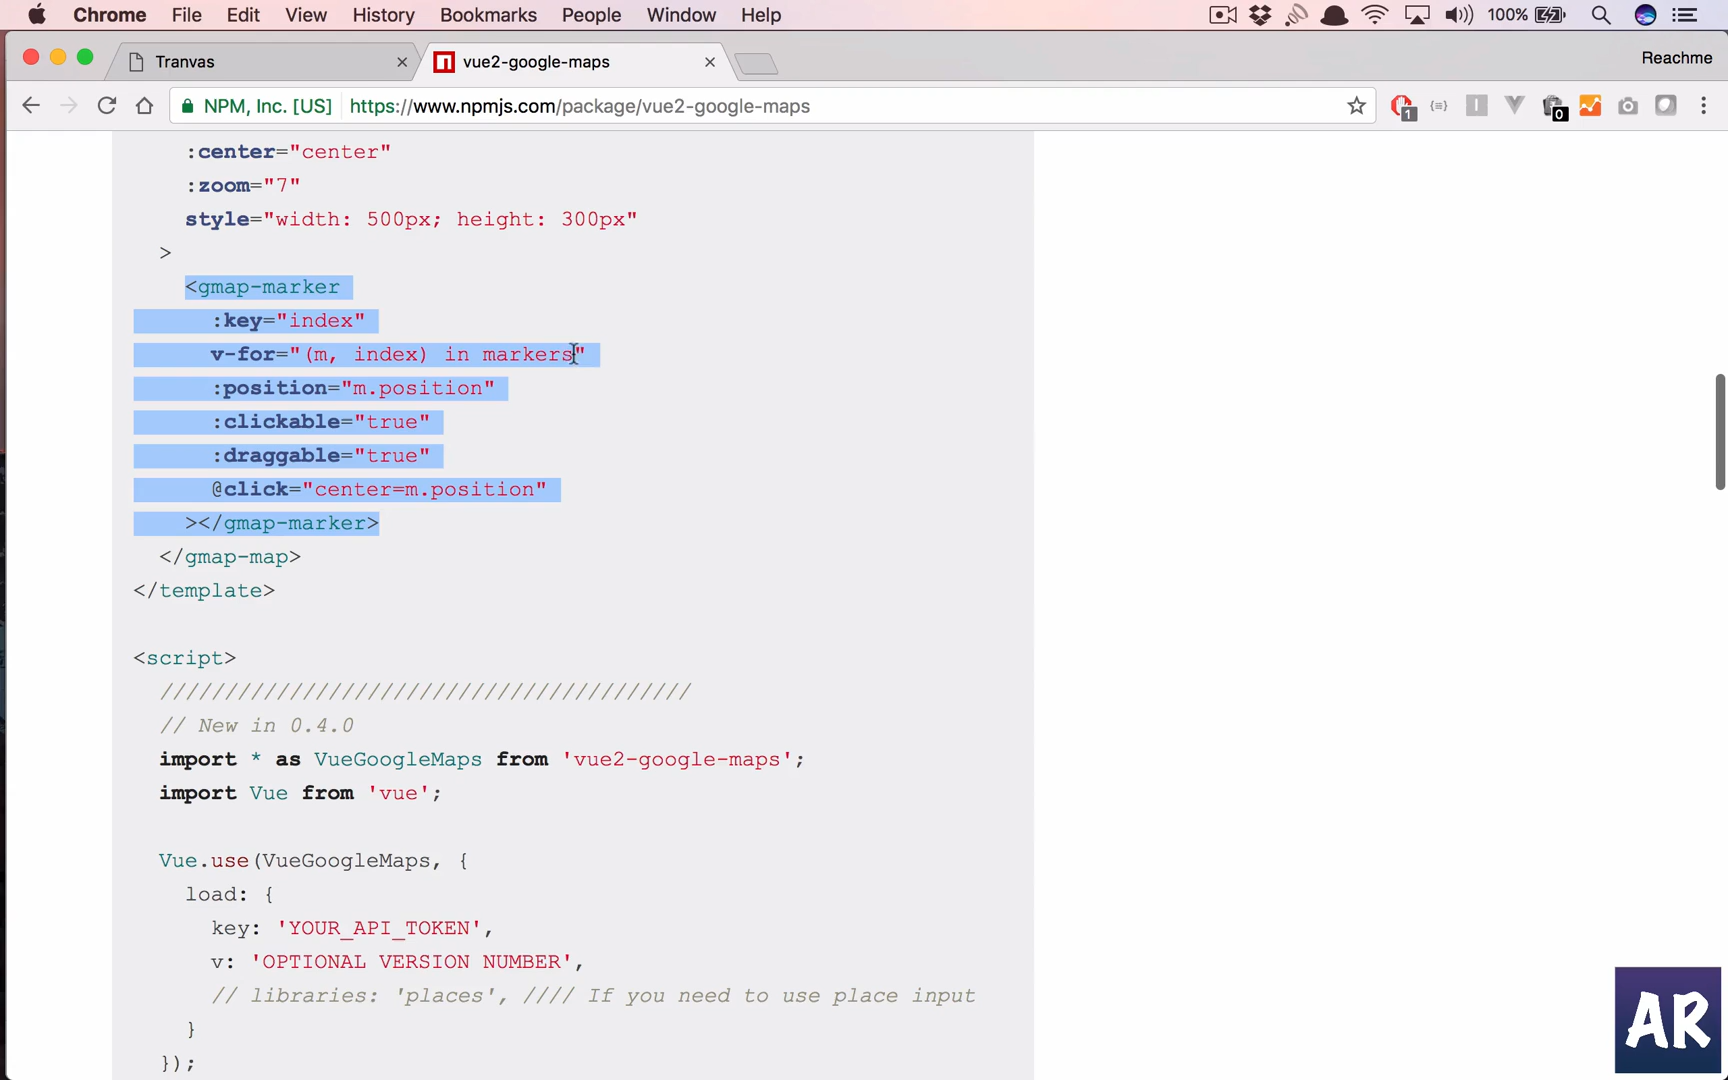 Chrome File Edit View History Bookmarks People Window Help 100%
Tranvas vue2-google-maps Reachme
NPM, Inc. [US] https://www.npmjs.com/package/vue2-google-maps 1 0
:center="center"
:zoom="7"
style="width: 500px; height: 300px"
>
<gmap-marker
:key="index"
v-for="(m, index) in markers"
:position="m.position"
:clickable="true"
:draggable="true"
@click="center=m.position"
></gmap-marker>
</gmap-map>
</template>
<script>
//////////////////////////////////////////
// New in 0.4.0
import * as VueGoogleMaps from 'vue2-google-maps';
import Vue from 'vue';
Vue.use(VueGoogleMaps, {
load: {
key: 'YOUR_API_TOKEN',
v: 'OPTIONAL VERSION NUMBER',
// libraries: 'places', //// If you need to use place input
}
});
AR